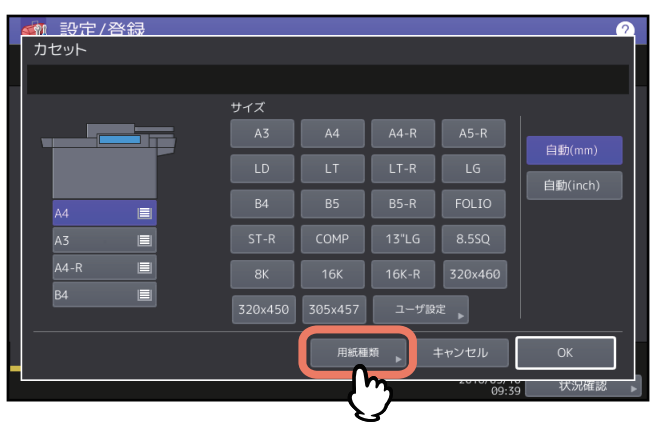 設定/登録 ?
カセット
サイズ
A3 A4 A4-R A5-R
LD LT LT-R LG
B4 B5 B5-R FOLIO
ST-R COMP 13"LG 8.5SQ
8K 16K 16K-R 320x460
320x450 305x457 ユーザ設定
自動(mm)
自動(inch)
A4
A3
A4-R
B4
用紙種類 キャンセル OK
09:39 状況確認